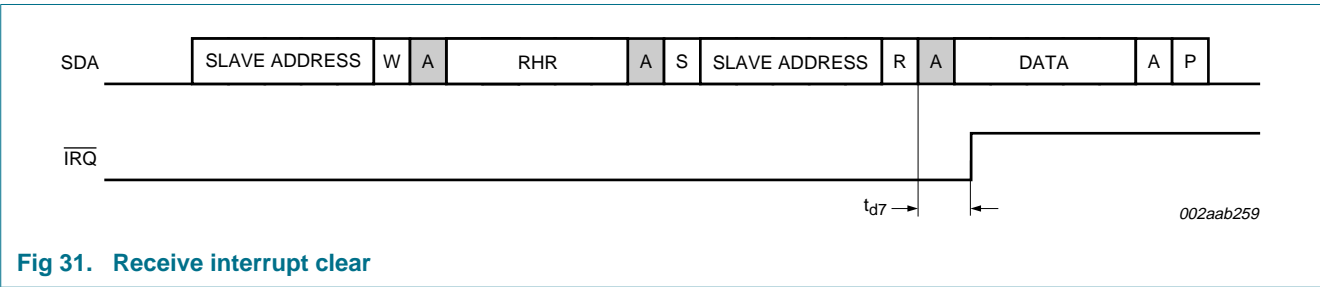 SDA SLAVE ADDRESS W A RHR A S SLAVE ADDRESS R A DATA A P
IRQ
td7
002aab259
Fig 31. Receive interrupt clear